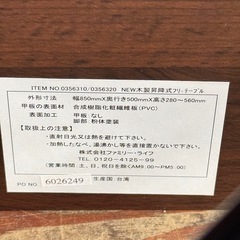 ITEM NO.0356310/0356320 NEW木製昇降式フリーテーブル
外形寸法 幅850mm×奥行き500mm×高さ280～560mm
甲板の表面材 合成樹脂化粧繊維板(PVC)
表面加工 甲板 なし
脚部 粉体塗装
【取扱上の注意】
・直射日光又は熱を避けて下さい。
・加熱したなべ、湯沸かし等を直接置かないで下さい。
株式会社ファミリー・ライフ
TEL 0120-4125-99
(営業時間、土日、祝日を除くAM9:00～PM5:00)
PD.NO. 6026249 生産国 台湾